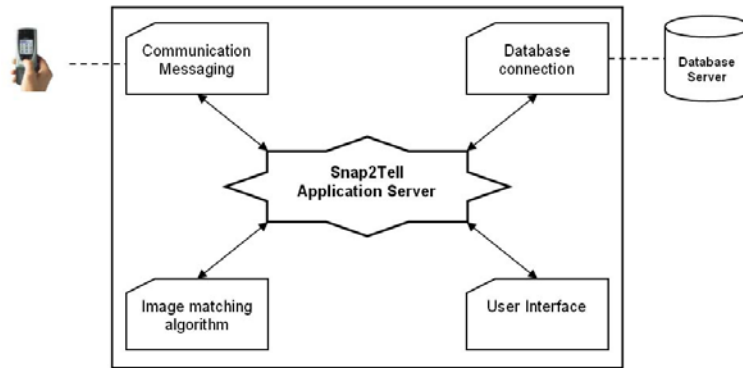 Communication
Messaging
Database
connection
Database
Server
Snap2Tell
Application Server
Image matching
algorithm
User Interface